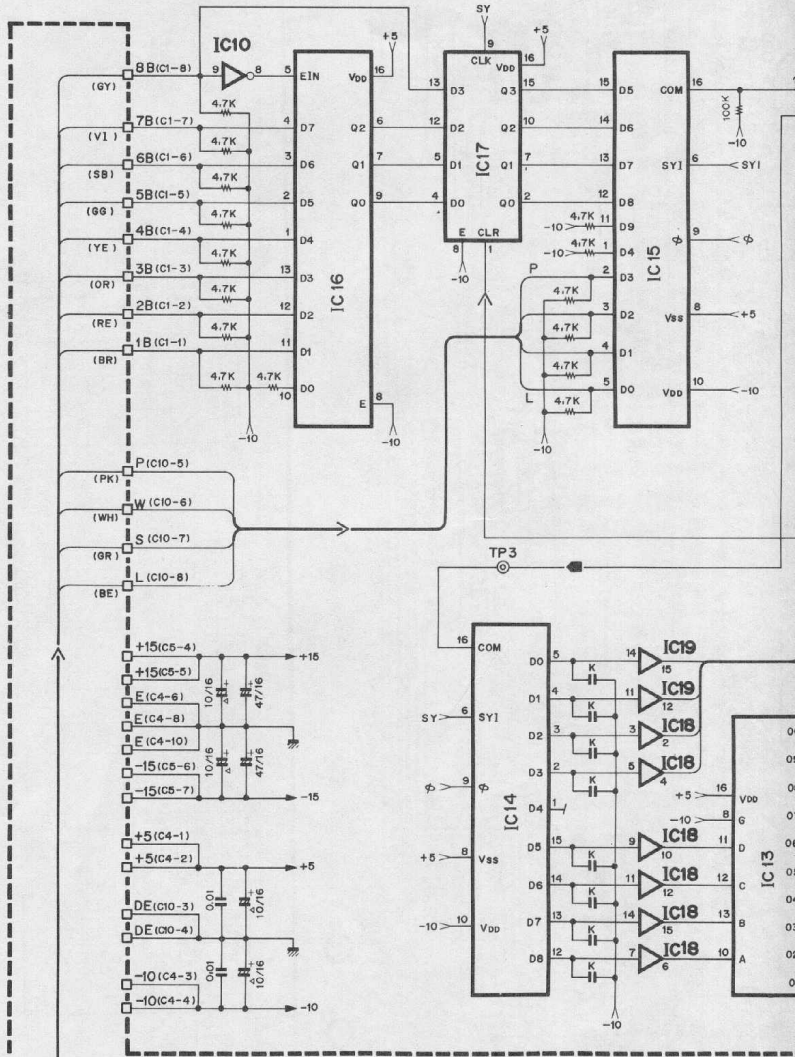 SY
9
CLK
+5
16
VDD
IC10
8B(C1-8)
(GY)
9
8
5
EIN
VDD
16
+5
13
D3
Q3
15
15
D5
COM
16
100K
-10
4.7K
7B(C1-7)
(VI)
4
D7
Q2
6
12
D2
Q2
10
14
D6
4.7K
6B(C1-6)
(SB)
3
D6
Q1
7
5
D1
IC17
Q1
7
13
D7
SYI
6
SYI
4.7K
5B(C1-5)
(GG)
2
D5
Q0
9
4
D0
Q0
2
12
D8
4.7K
4B(C1-4)
(YE)
1
D4
E
CLR
8
1
-10
-10
4.7K
11
D9
-10
4.7K
1
D4
ϕ
9
ϕ
4.7K
3B(C1-3)
(OR)
13
D3
IC16
P
2
D3
IC15
4.7K
2B(C1-2)
(RE)
12
D2
4.7K
3
D2
VSS
8
+5
4.7K
1B(C1-1)
(BR)
11
D1
4.7K
4
D1
4.7K
4.7K
4.7K
10
D0
L
5
D0
VDD
10
-10
4.7K
E
8
-10
-10
-10
P(C10-5)
(PK)
W(C10-6)
(WH)
S(C10-7)
(GR)
L(C10-8)
(BE)
TP3
+15(C5-4)
+15
+15(C5-5)
E(C4-6)
10/16
47/16
E(C4-8)
E(C4-10)
10/16
47/16
-15(C5-6)
-15(C5-7)
-15
+5(C4-1)
+5(C4-2)
+5
0.01
10/16
DE(C10-3)
DE(C10-4)
0.01
10/16
-10(C4-3)
-10(C4-4)
-10
16
COM
D0
5
14
IC19
15
K
D1
4
11
IC19
12
K
SY
6
SYI
D2
3
3
IC18
2
K
D3
2
5
IC18
4
K
ϕ
9
ϕ
IC14
D4
1
+5
8
VSS
D5
15
9
IC18
10
K
D6
14
11
IC18
12
K
-10
10
VDD
D7
13
14
IC18
15
K
D8
12
7
IC18
6
K
-10
+5
16
VDD
-10
8
G
11
D
12
C
IC13
13
B
10
A
09
08
07
06
05
04
03
02